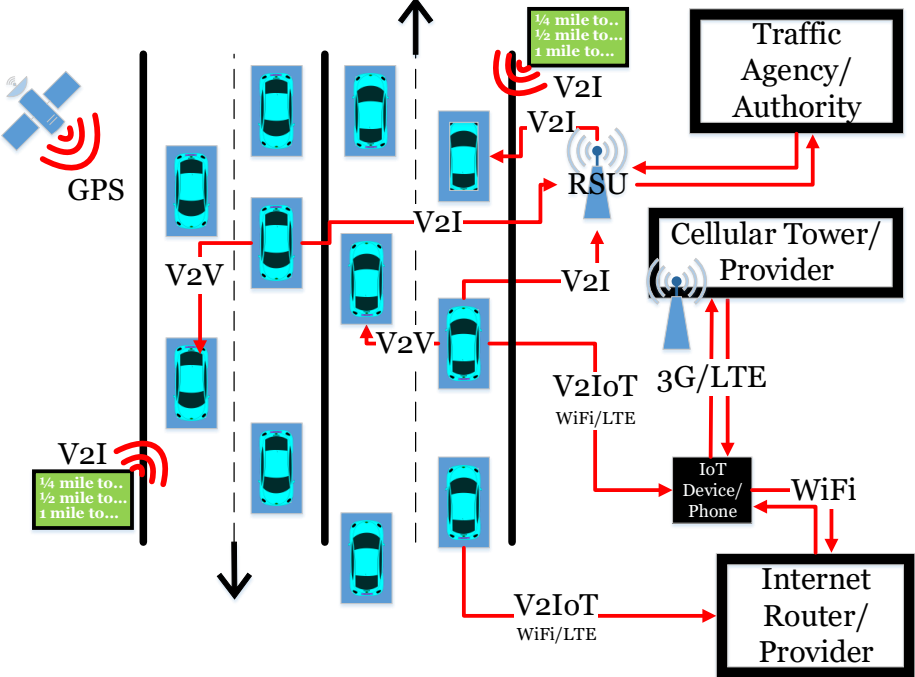 ¼ mile to..
½ mile to...
1 mile to...
V2I
Traffic
Agency/
Authority
V2I
GPS
RSU
V2I
Cellular Tower/
Provider
V2V
V2I
V2V
3G/LTE
V2IoT
WiFi/LTE
V2I
¼ mile to..
½ mile to...
1 mile to...
IoT
Device/
Phone
WiFi
Internet
Router/
Provider
V2IoT
WiFi/LTE